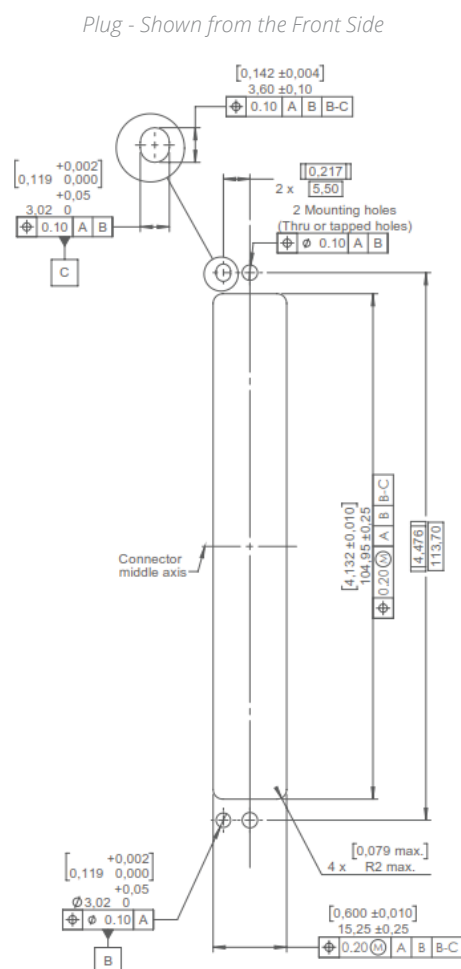 Plug - Shown from the Front Side
[0,142 ±0,004]
3,60 ±0,10
⌖ 0.10 A B B-C
+0,002
[0,119 0,000]
+0,05
3,02 0
⌖ 0.10 A B
C
[0,217]
2 x 5,50
2 Mounting holes
(Thru or tapped holes)
⌖ ø 0.10 A B
[4,132 ±0,010]
104,95 ±0,25
⌖ 0.20 Ⓜ A B B-C
[4,476]
113,70
Connector
middle axis
+0,002
[0,119 0,000]
+0,05
Ø3,02 0
⌖ ø 0.10 A
B
[0,079 max.]
4 x R2 max.
[0,600 ±0,010]
15,25 ±0,25
⌖ 0.20 Ⓜ A B B-C